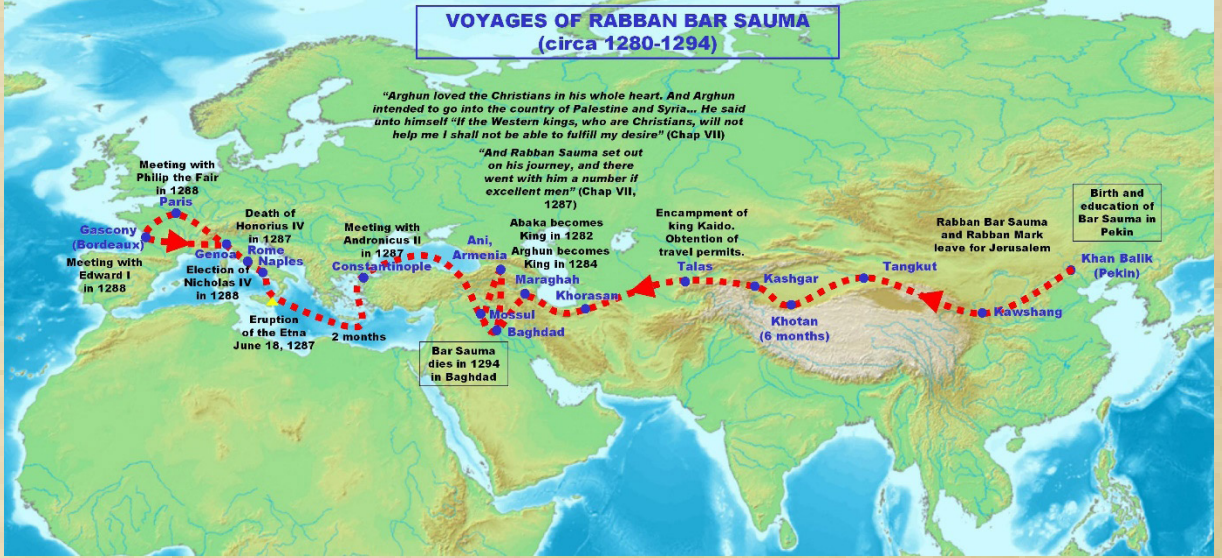 VOYAGES OF RABBAN BAR SAUMA
(circa 1280-1294)
“Arghun loved the Christians in his whole heart. And Arghun
intended to go into the country of Palestine and Syria... He said
unto himself “If the Western kings, who are Christians, will not
help me I shall not be able to fulfill my desire” (Chap VII)
“And Rabban Sauma set out
on his journey, and there
went with him a number if
excellent men” (Chap VII,
1287)
Meeting with
Philip the Fair
in 1288
Paris
Gascony
(Bordeaux)
Meeting with
Edward I
in 1288
Genoa
Death of
Honorius IV
in 1287
Rome
Naples
Election of
Nicholas IV
in 1288
Eruption
of the Etna
June 18, 1287
2 months
Meeting with
Andronicus II
in 1287
Constantinople
Ani,
Armenia
Abaka becomes
King in 1282
Arghun becomes
King in 1284
Maraghah
Mossul
Baghdad
Bar Sauma
dies in 1294
in Baghdad
Khorasan
Encampment of
king Kaido.
Obtention of
travel permits.
Talas
Kashgar
Khotan
(6 months)
Tangkut
Rabban Bar Sauma
and Rabban Mark
leave for Jerusalem
Kawshang
Birth and
education of
Bar Sauma in
Pekin
Khan Balik
(Pekin)